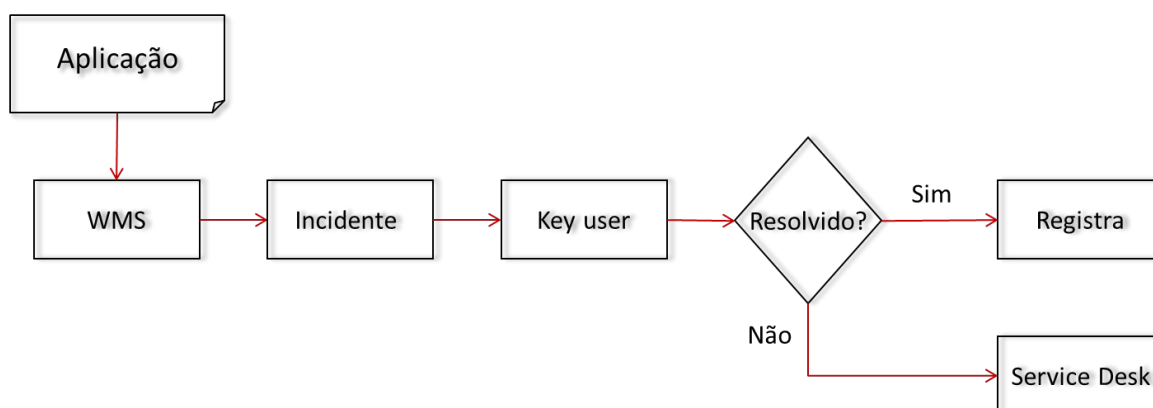 Aplicação
WMS
Incidente
Key user
Resolvido?
Sim
Registra
Não
Service Desk